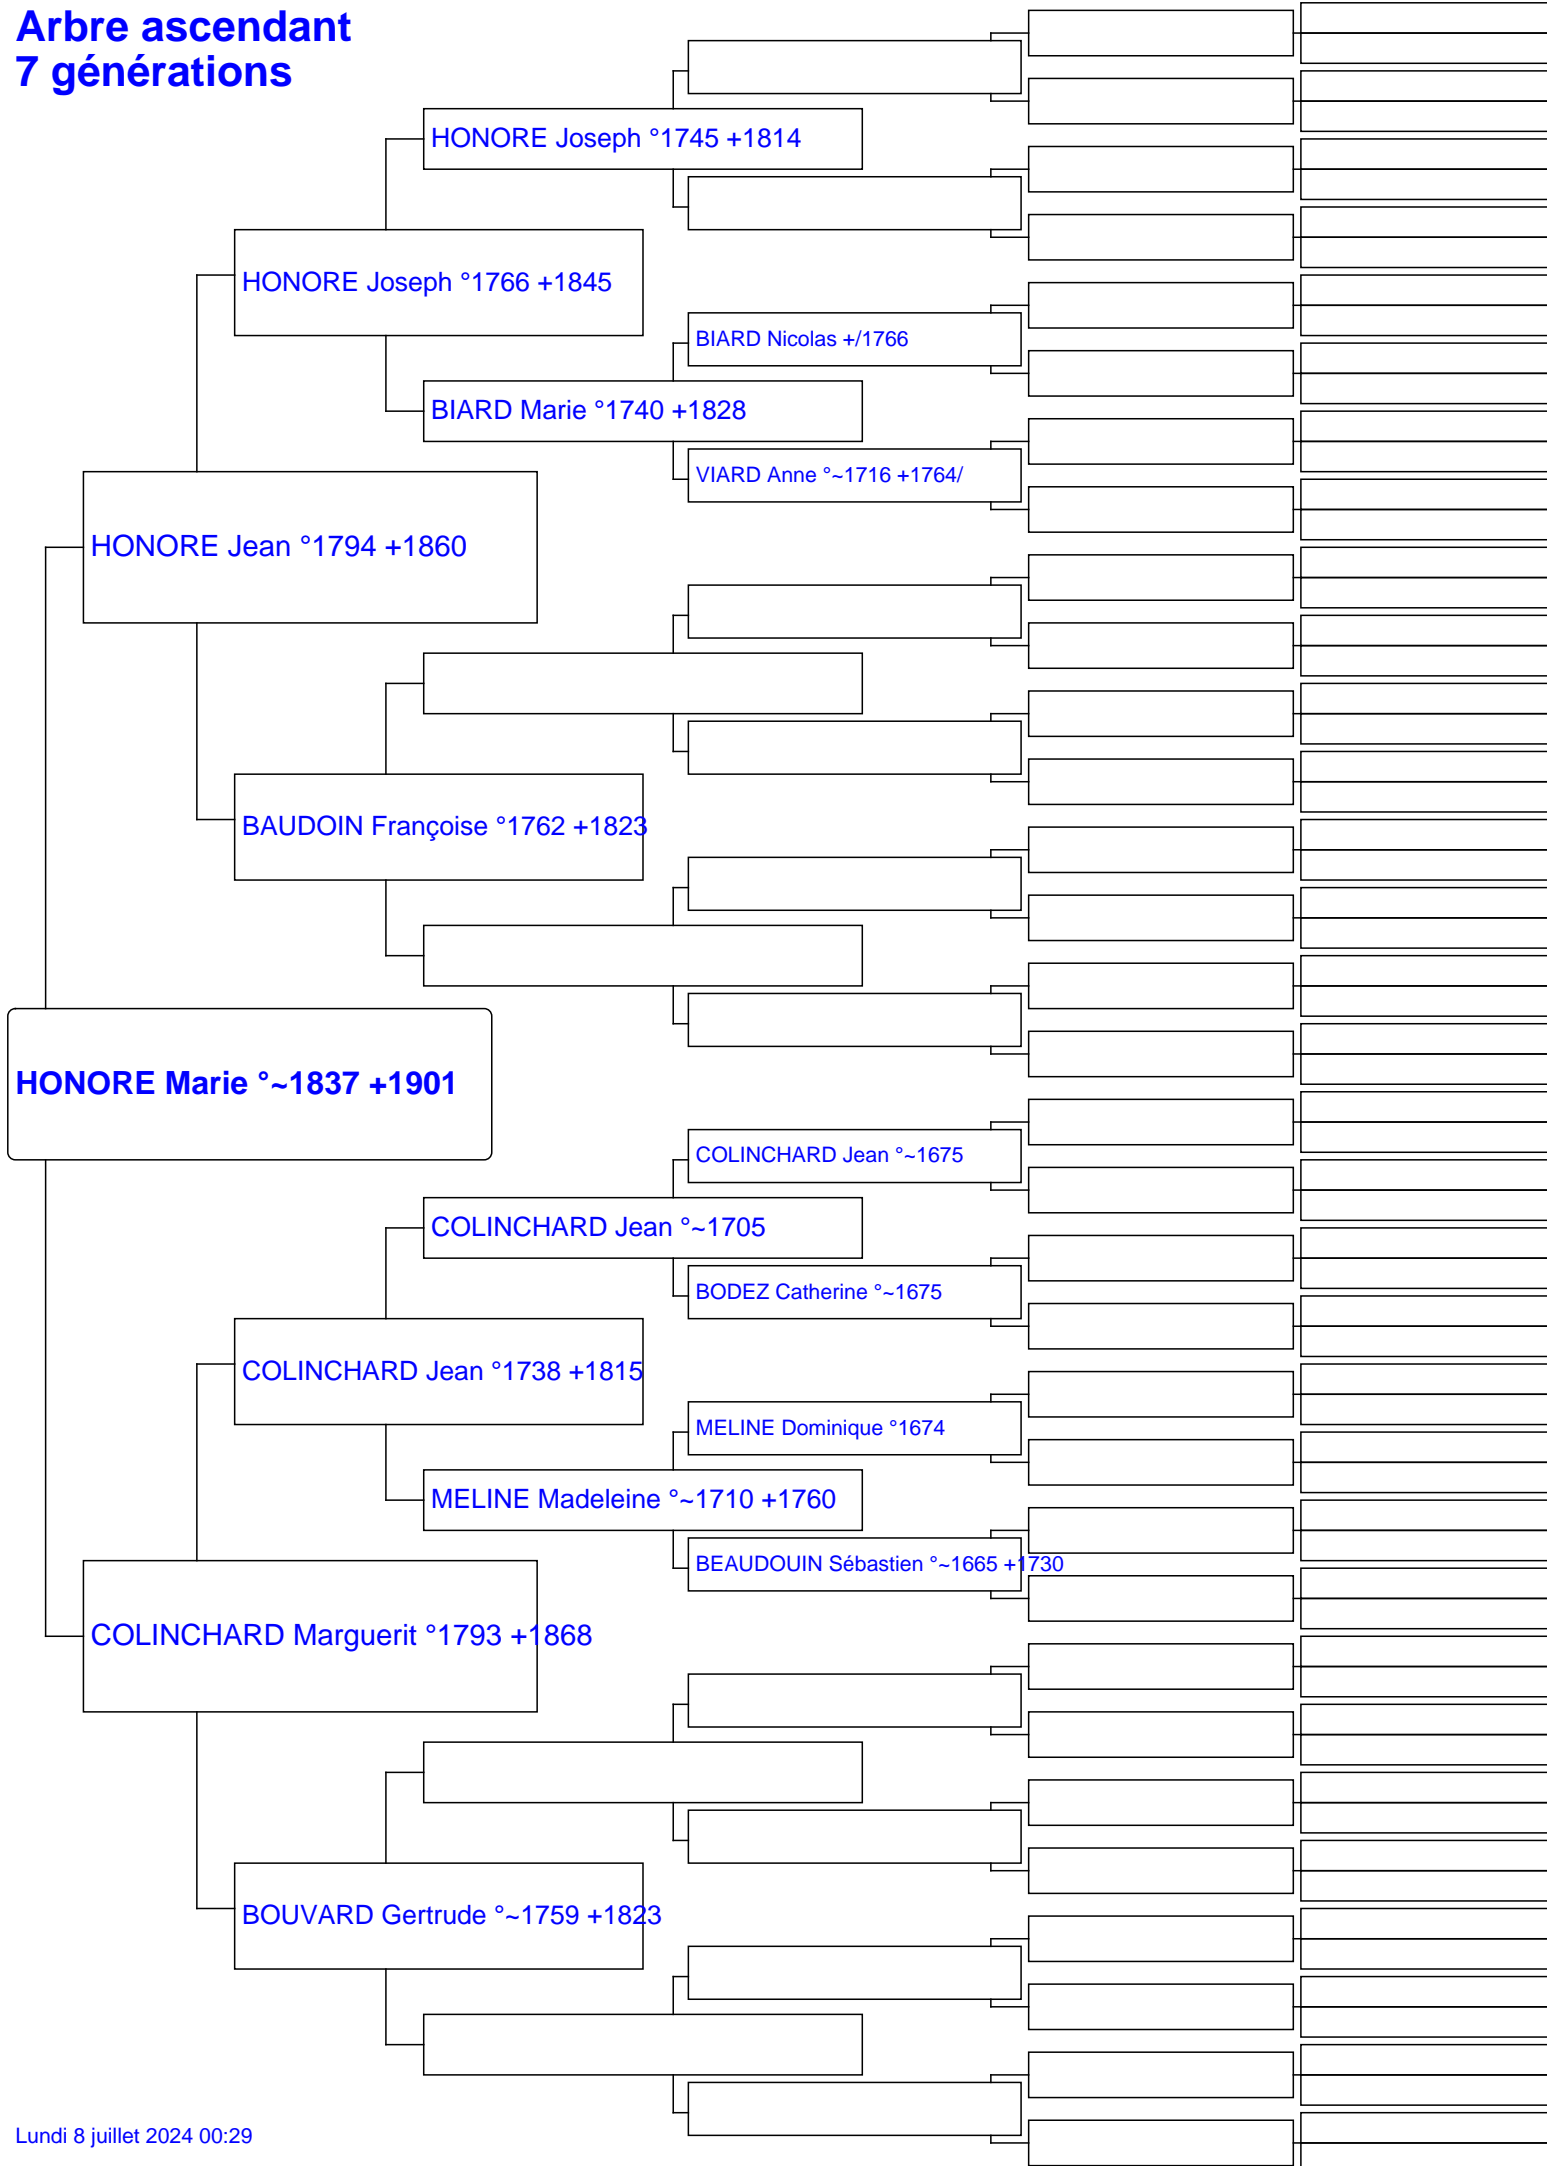 Arbre ascendant
7 générations
HONORE Joseph °1745 +1814
HONORE Joseph °1766 +1845
BIARD Nicolas +/1766
BIARD Marie °1740 +1828
VIARD Anne °~1716 +1764/
HONORE Jean °1794 +1860
BAUDOIN Françoise °1762 +1823
HONORE Marie °~1837 +1901
COLINCHARD Jean °~1675
COLINCHARD Jean °~1705
BODEZ Catherine °~1675
COLINCHARD Jean °1738 +1815
MELINE Dominique °1674
MELINE Madeleine °~1710 +1760
BEAUDOUIN Sébastien °~1665 +1730
COLINCHARD Marguerit °1793 +1868
BOUVARD Gertrude °~1759 +1823
Lundi 8 juillet 2024 00:29